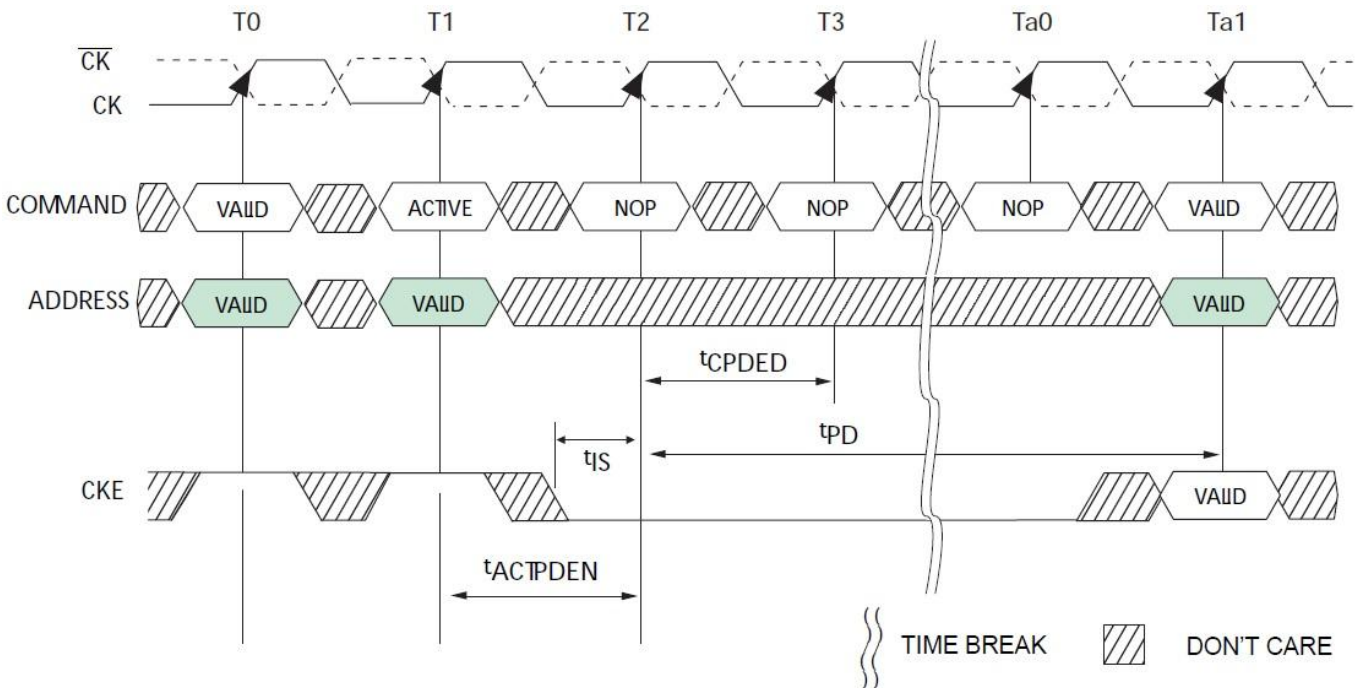 T0 T1 T2 T3 Ta0 Ta1
CK
CK
COMMAND VALID ACTIVE NOP NOP NOP VALID
ADDRESS VALID VALID VALID
tCPDED
tIS tPD
CKE VALID
tACTPDEN
TIME BREAK DON'T CARE